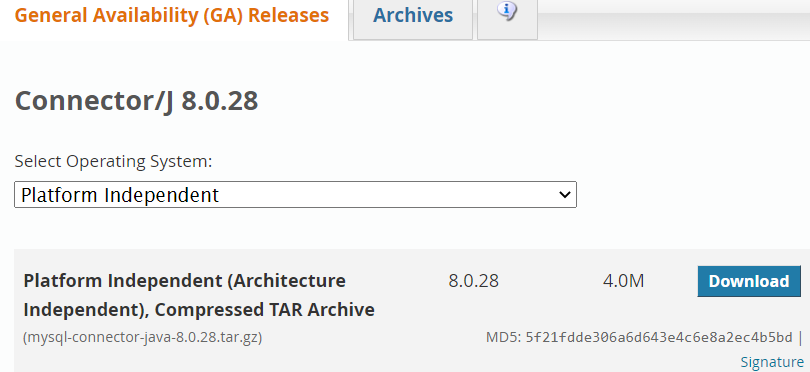 General Availability (GA) Releases
Archives
Connector/J 8.0.28
Select Operating System:
Platform Independent
Platform Independent (Architecture Independent), Compressed TAR Archive
8.0.28
4.0M
Download
(mysql-connector-java-8.0.28.tar.gz)
MD5: 5f21fdde306a6d643e4c6e8a2ec4b5bd |
Signature